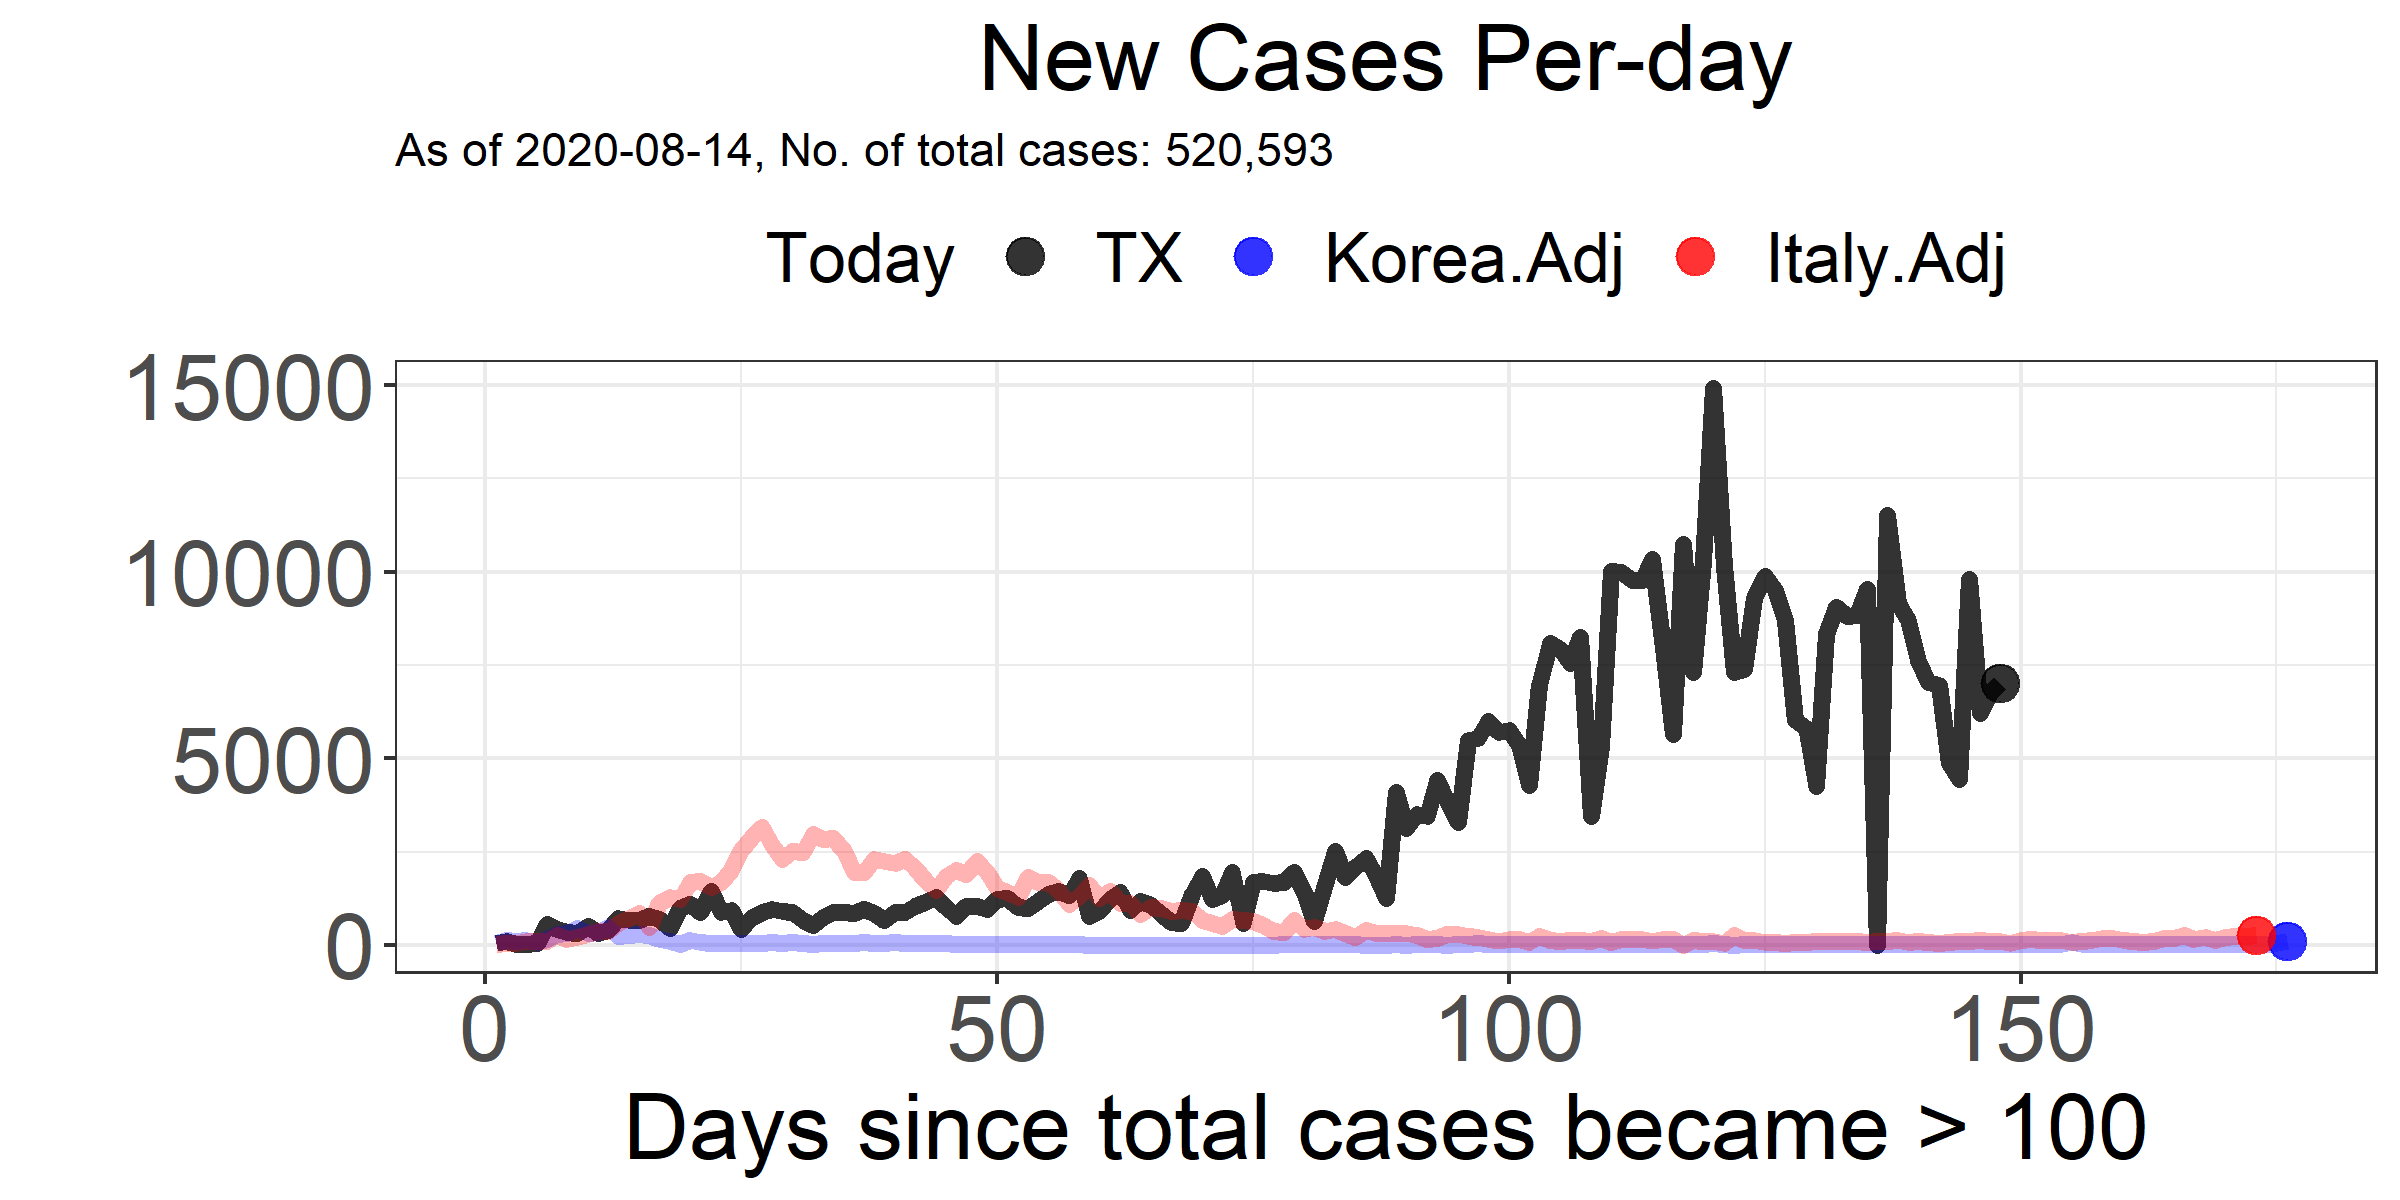 New Cases Per-day
As of 2020-08-14, No. of total cases: 520,593
Today TX Korea.Adj Italy.Adj
15000
10000
5000
0
0 50 100 150
Days since total cases became > 100